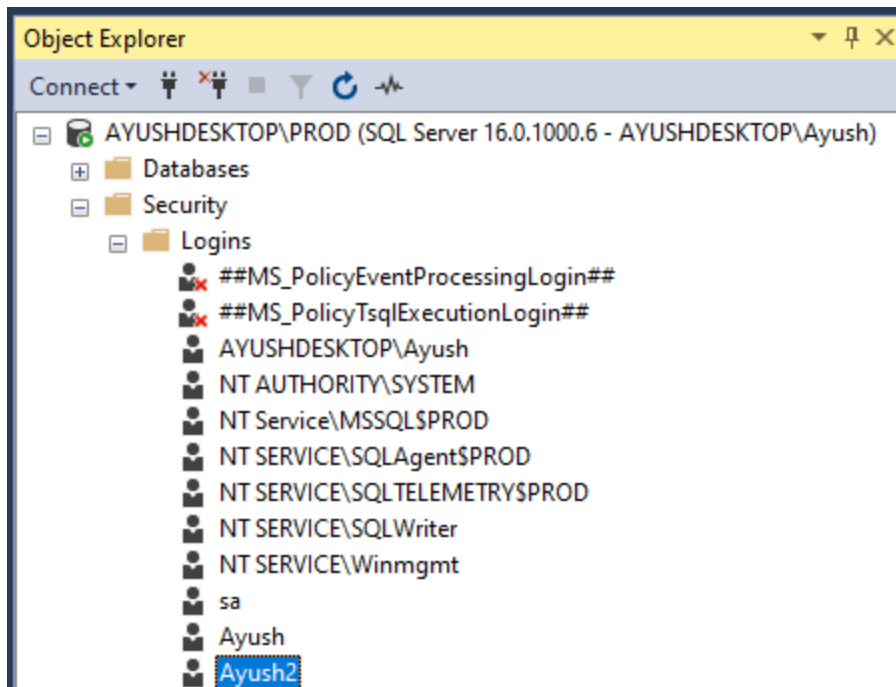 Object Explorer
Connect
AYUSHDESKTOP\PROD (SQL Server 16.0.1000.6 - AYUSHDESKTOP\Ayush)
Databases
Security
Logins
##MS_PolicyEventProcessingLogin##
##MS_PolicyTsqlExecutionLogin##
AYUSHDESKTOP\Ayush
NT AUTHORITY\SYSTEM
NT Service\MSSQL$PROD
NT SERVICE\SQLAgent$PROD
NT SERVICE\SQLTELEMETRY$PROD
NT SERVICE\SQLWriter
NT SERVICE\Winmgmt
sa
Ayush
Ayush2